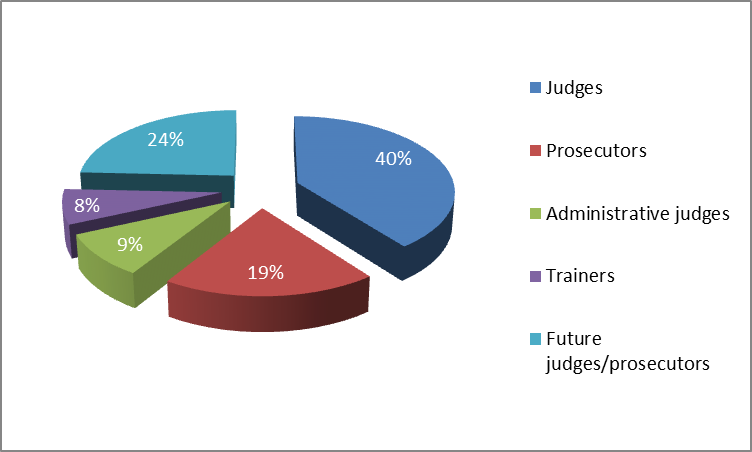 40%
19%
9%
8%
24%
Judges
Prosecutors
Administrative judges
Trainers
Future
judges/prosecutors